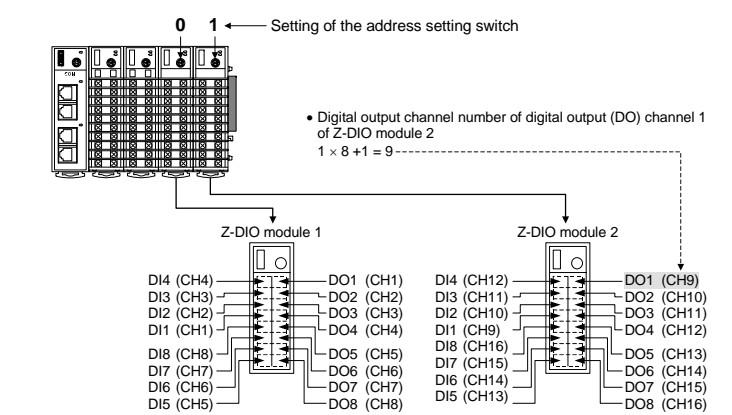 0 1 Setting of the address setting switch
COM
• Digital output channel number of digital output (DO) channel 1
of Z-DIO module 2
1 × 8 +1 = 9
Z-DIO module 1
DI4 (CH4) DO1 (CH1)
DI3 (CH3) DO2 (CH2)
DI2 (CH2) DO3 (CH3)
DI1 (CH1) DO4 (CH4)
DI8 (CH8) DO5 (CH5)
DI7 (CH7) DO6 (CH6)
DI6 (CH6) DO7 (CH7)
DI5 (CH5) DO8 (CH8)
Z-DIO module 2
DI4 (CH12) DO1 (CH9)
DI3 (CH11) DO2 (CH10)
DI2 (CH10) DO3 (CH11)
DI1 (CH9) DO4 (CH12)
DI8 (CH16) DO5 (CH13)
DI7 (CH15) DO6 (CH14)
DI6 (CH14) DO7 (CH15)
DI5 (CH13) DO8 (CH16)